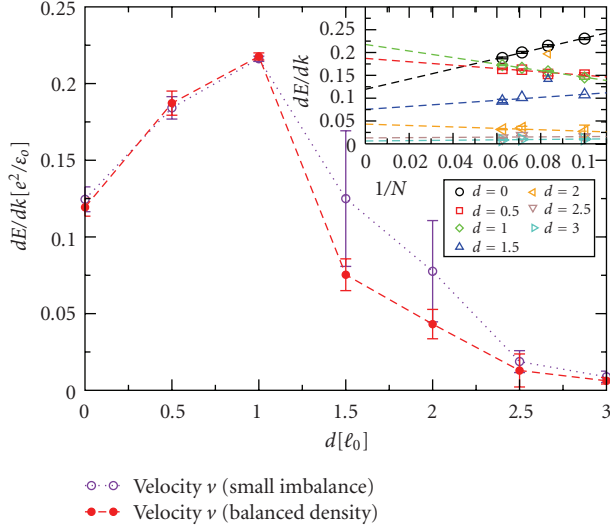 0.25
0.2
0.15
0.1
0.05
0
dE/dk[e²/ε₀]
0 0.5 1 1.5 2 2.5 3
d[ℓ₀]
0.25
0.2
0.15
0.1
0.05
0
dE/dk
0 0.02 0.04 0.06 0.08 0.1
1/N
d = 0 d = 2
d = 0.5 d = 2.5
d = 1 d = 3
d = 1.5
Velocity v (small imbalance)
Velocity v (balanced density)